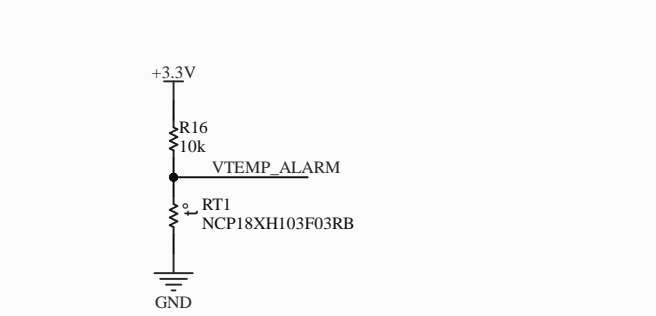 +3.3V
R16
10k
VTEMP_ALARM
t°
RT1
NCP18XH103F03RB
GND